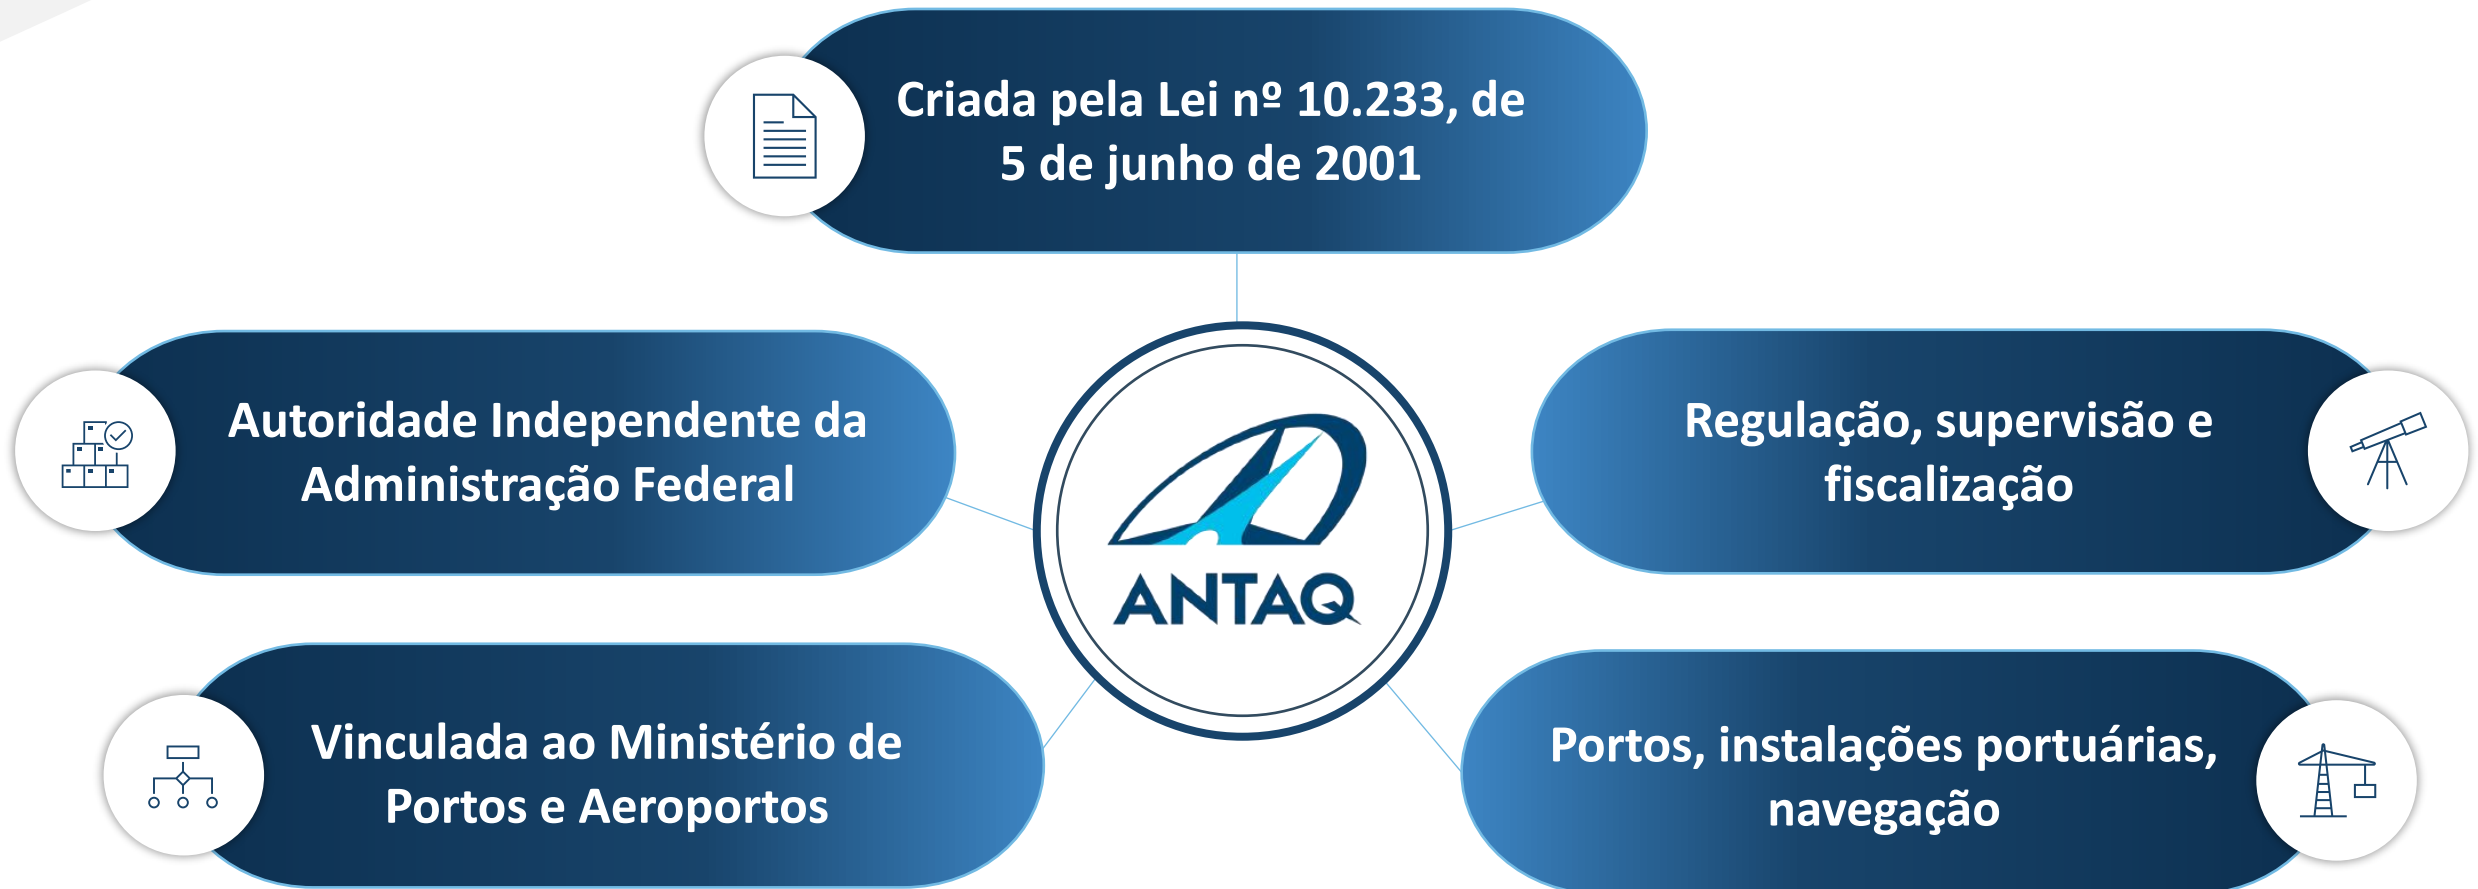 Criada pela Lei nº 10.233, de
5 de junho de 2001
Autoridade Independente da
Administração Federal
Regulação, supervisão e
fiscalização
ANTAQ
Vinculada ao Ministério de
Portos e Aeroportos
Portos, instalações portuárias,
navegação